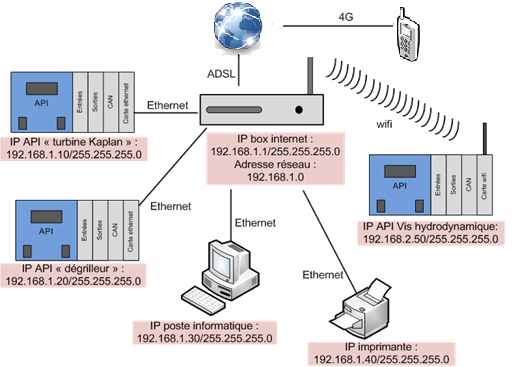 4G
ADSL
wifi
Ethernet
API
Entrées
Sorties
CAN
Carte ethernet
IP API « turbine Kaplan » :
192.168.1.10/255.255.255.0
IP box internet :
192.168.1.1/255.255.255.0
Adresse réseau :
192.168.1.0
API
Entrées
Sorties
CAN
Carte wifi
IP API Vis hydrodynamique:
192.168.2.50/255.255.255.0
Ethernet
API
Entrées
Sorties
CAN
Carte ethernet
IP API « dégrilleur » :
192.168.1.20/255.255.255.0
Ethernet
IP poste informatique :
192.168.1.30/255.255.255.0
Ethernet
IP imprimante :
192.168.1.40/255.255.255.0